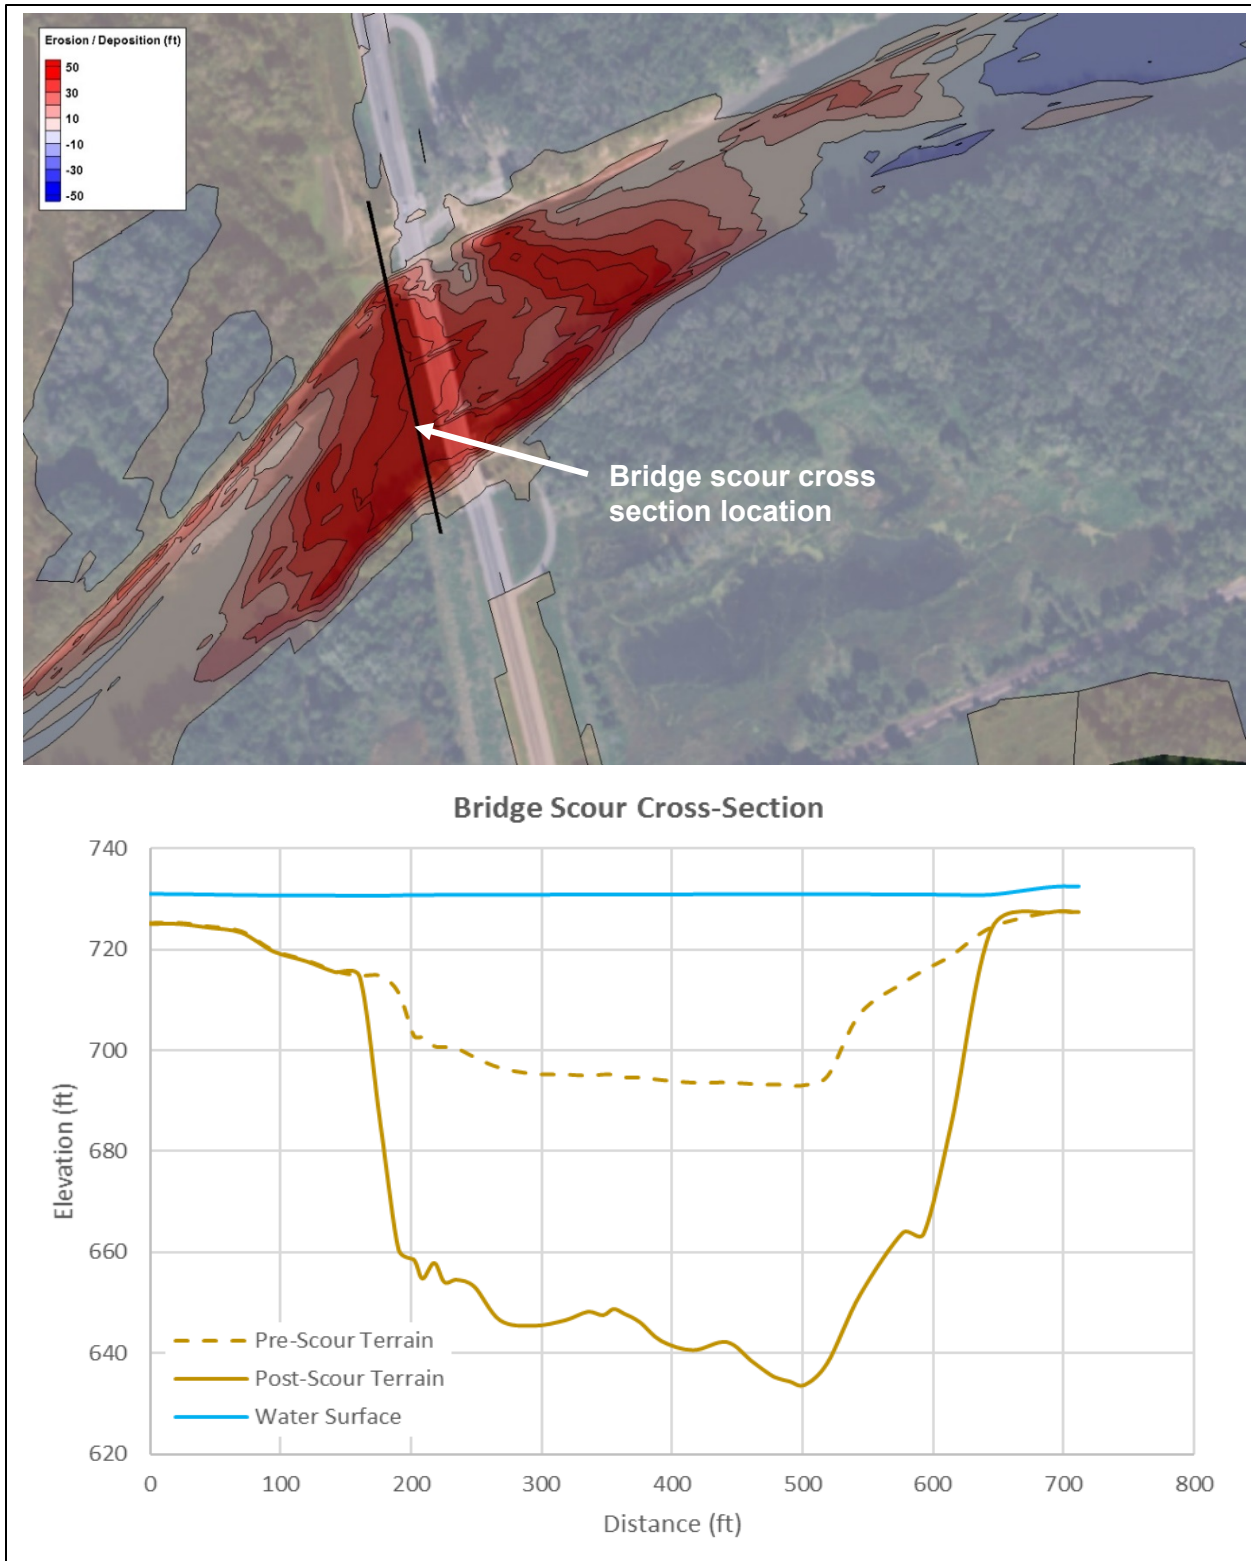 Erosion / Deposition (ft)
50
30
10
-10
-30
-50
Bridge scour cross
section location
Bridge Scour Cross-Section
740
720
700
680
660
640
620
Elevation (ft)
Pre-Scour Terrain
Post-Scour Terrain
Water Surface
0 100 200 300 400 500 600 700 800
Distance (ft)